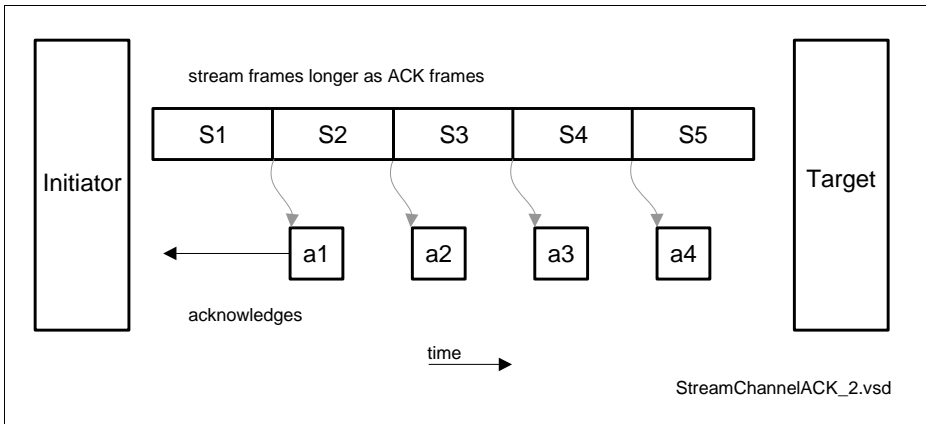 stream frames longer as ACK frames
S1 S2 S3 S4 S5
Initiator
Target
a1 a2 a3 a4
acknowledges
time
StreamChannelACK_2.vsd